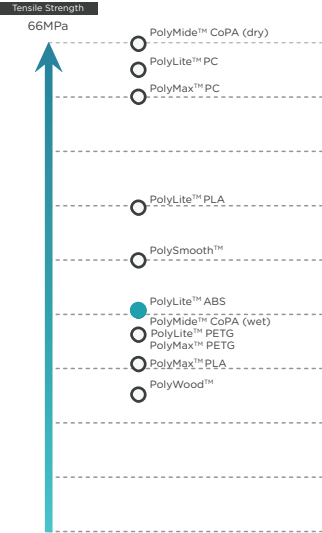 Tensile Strength
66MPa
PolyMide™ CoPA (dry)
PolyLite™ PC
PolyMax™ PC
PolyLite™ PLA
PolySmooth™
PolyLite™ ABS
PolyMide™ CoPA (wet)
PolyLite™ PETG
PolyMax™ PETG
PolyMax™ PLA
PolyWood™